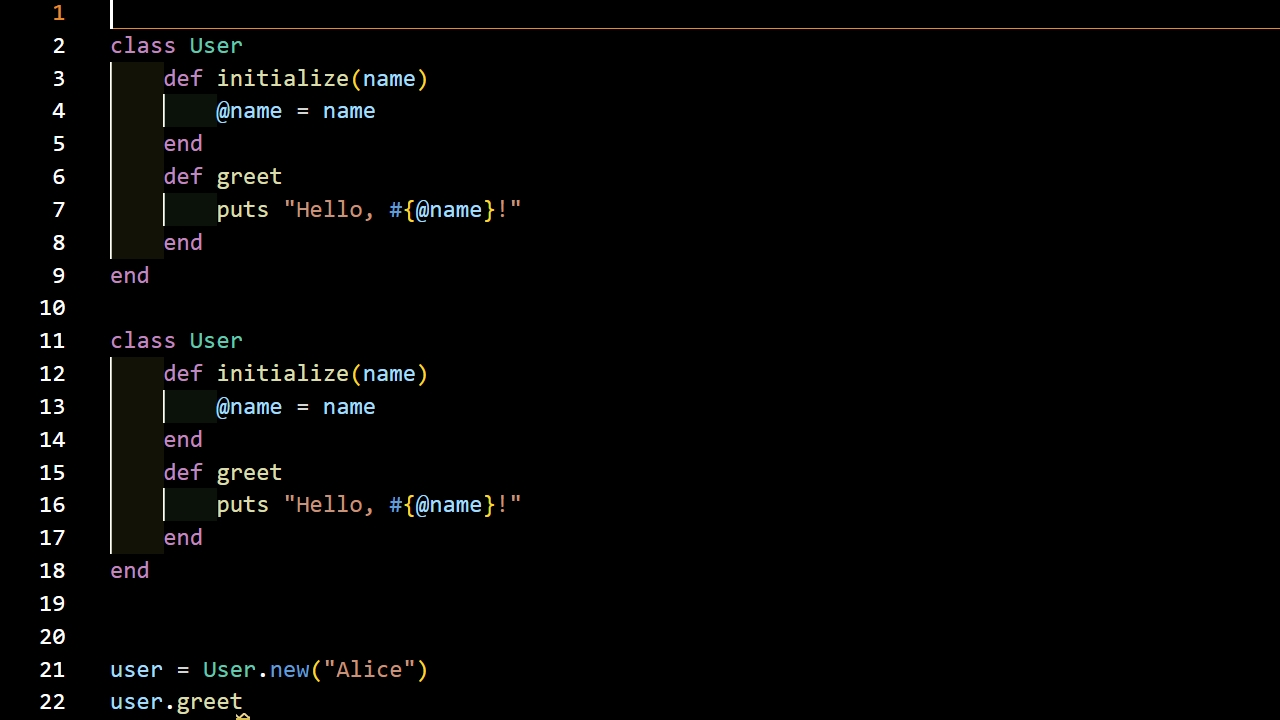 1
2 class User
3     def initialize(name)
4         @name = name
5     end
6     def greet
7         puts "Hello, #{@name}!"
8     end
9 end
10
11 class User
12     def initialize(name)
13         @name = name
14     end
15     def greet
16         puts "Hello, #{@name}!"
17     end
18 end
19
20
21 user = User.new("Alice")
22 user.greet